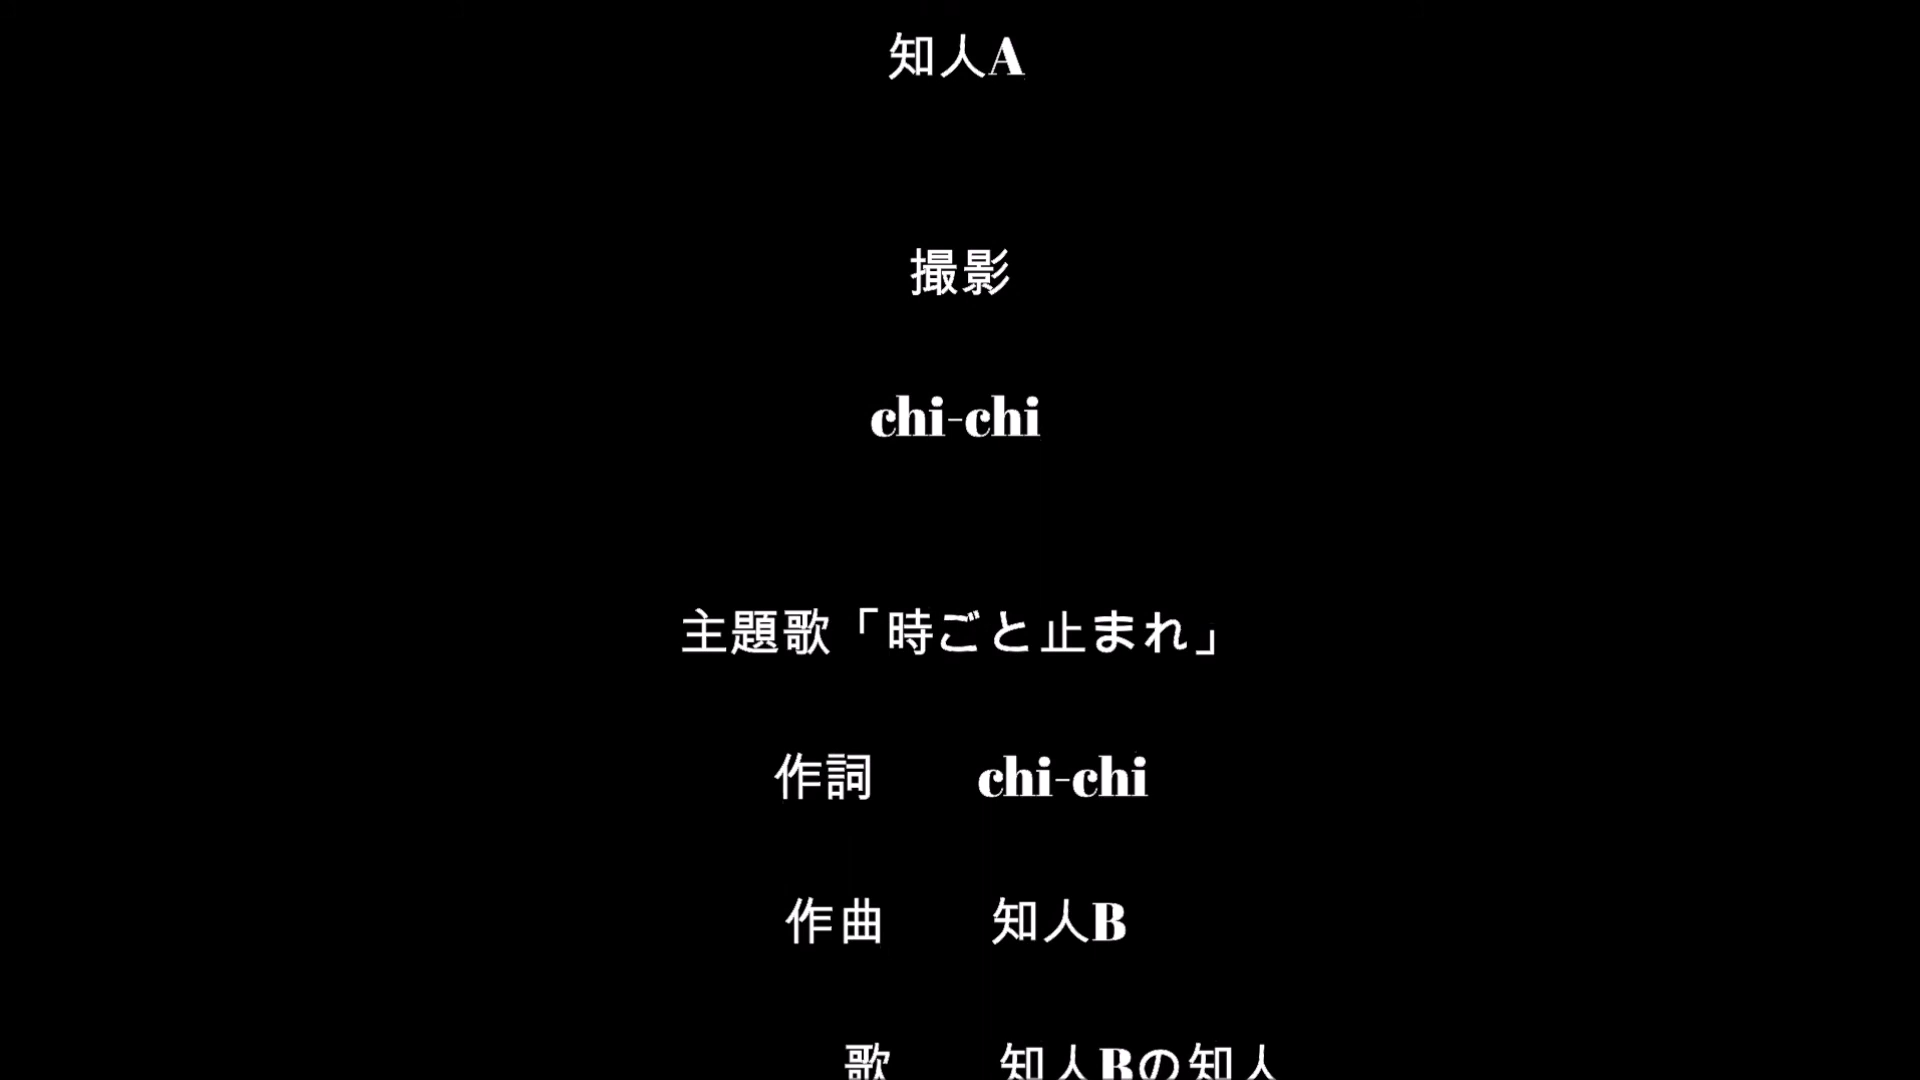 知人A
撮影
chi-chi
主題歌「時ごと止まれ」
作詞　　chi-chi
作曲　　知人B
歌　　知人Bの知人